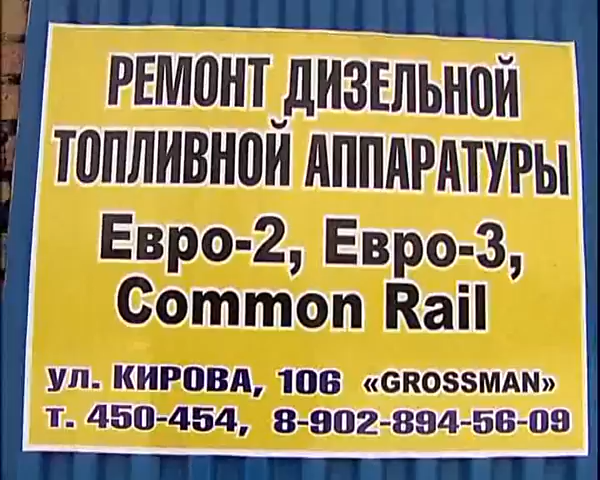 РЕМОНТ ДИЗЕЛЬНОЙ
ТОПЛИВНОЙ АППАРАТУРЫ
Евро-2, Евро-3,
Common Rail
ул. КИРОВА, 106 «GROSSMAN»
т. 450-454, 8-902-894-56-09